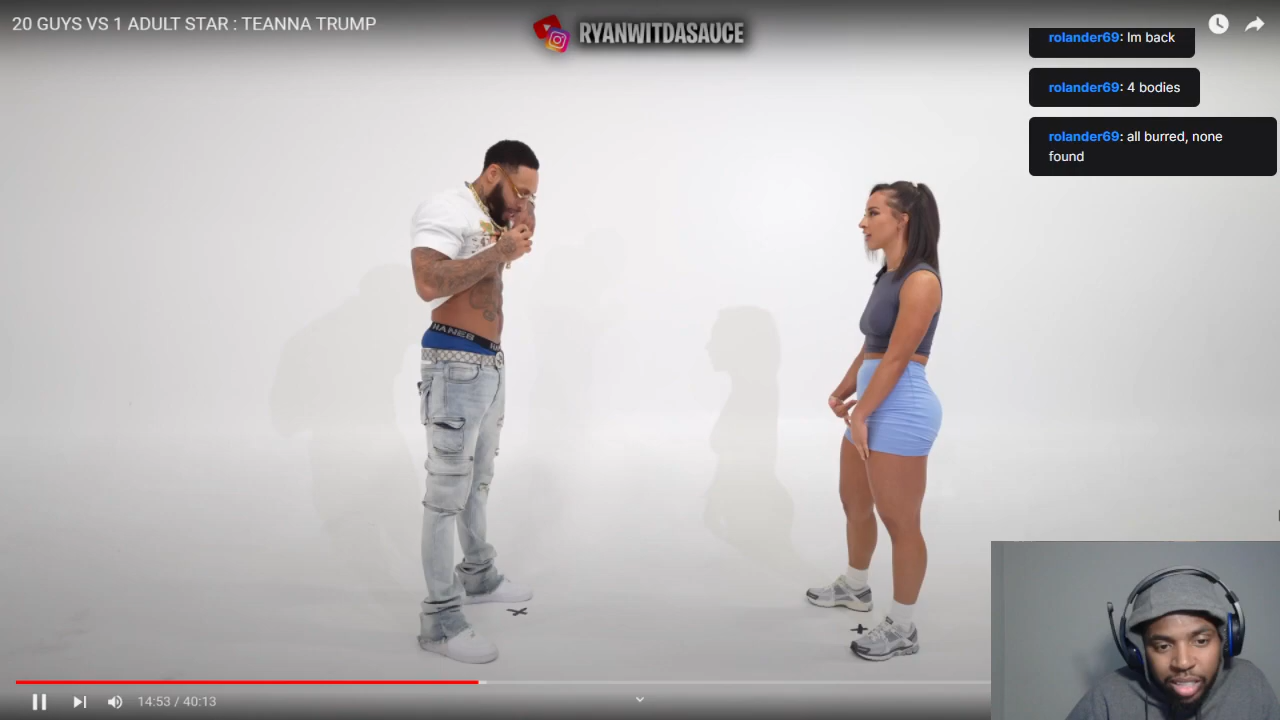 20 GUYS VS 1 ADULT STAR : TEANNA TRUMP
RYANWITDASAUCE
rolander69: Im back
rolander69: 4 bodies
rolander69: all burred, none
found
HANES
14:53 / 40:13